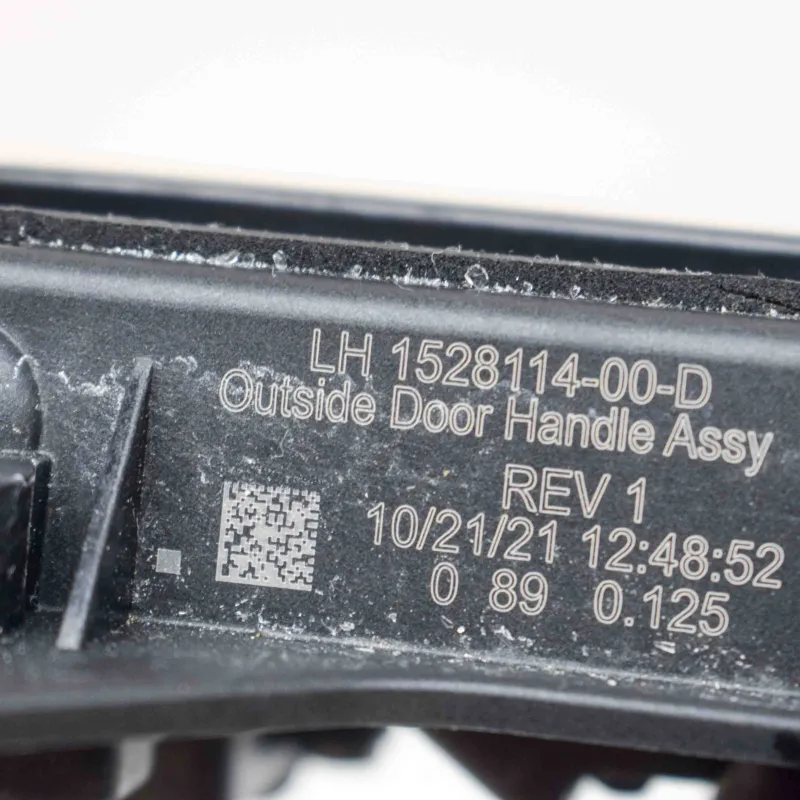 LH 1528114-00-D
Outside Door Handle Assy
REV 1
10/21/21 12:48:52
0 89 0.125